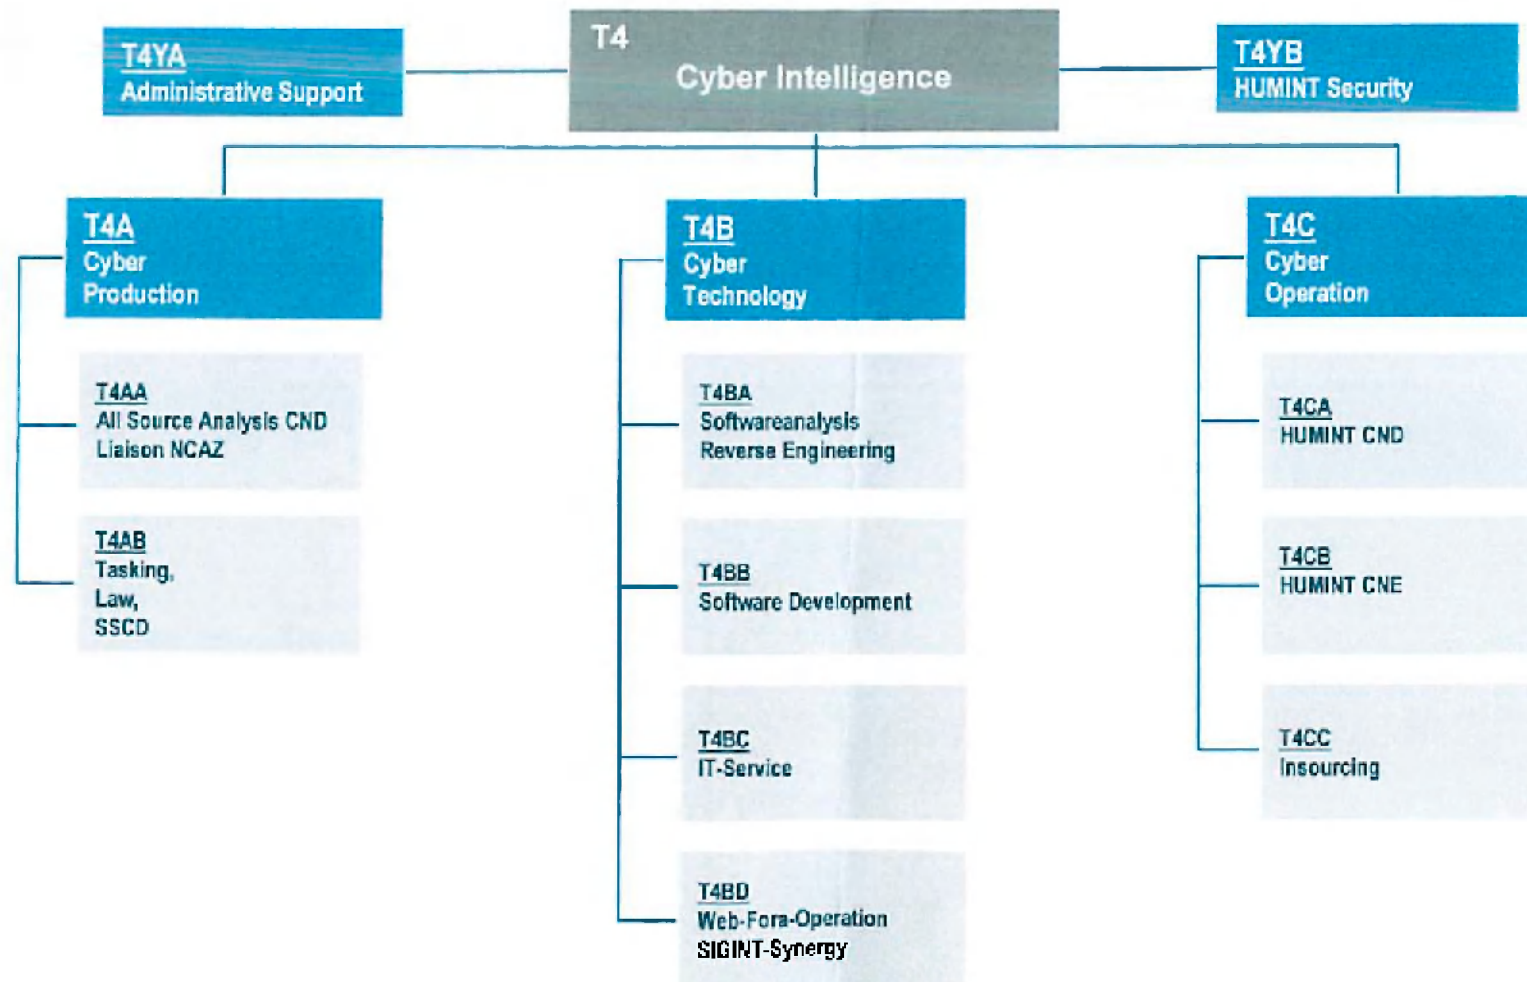 T4YA
Administrative Support
T4
Cyber Intelligence
T4YB
HUMINT Security
T4A
Cyber
Production
T4B
Cyber
Technology
T4C
Cyber
Operation
T4AA
All Source Analysis CND
Liaison NCAZ
T4AB
Tasking,
Law,
SSCD
T4BA
Softwareanalysis
Reverse Engineering
T4BB
Software Development
T4BC
IT-Service
T4BD
Web-Fora-Operation
SIGINT-Synergy
T4CA
HUMINT CND
T4CB
HUMINT CNE
T4CC
Insourcing